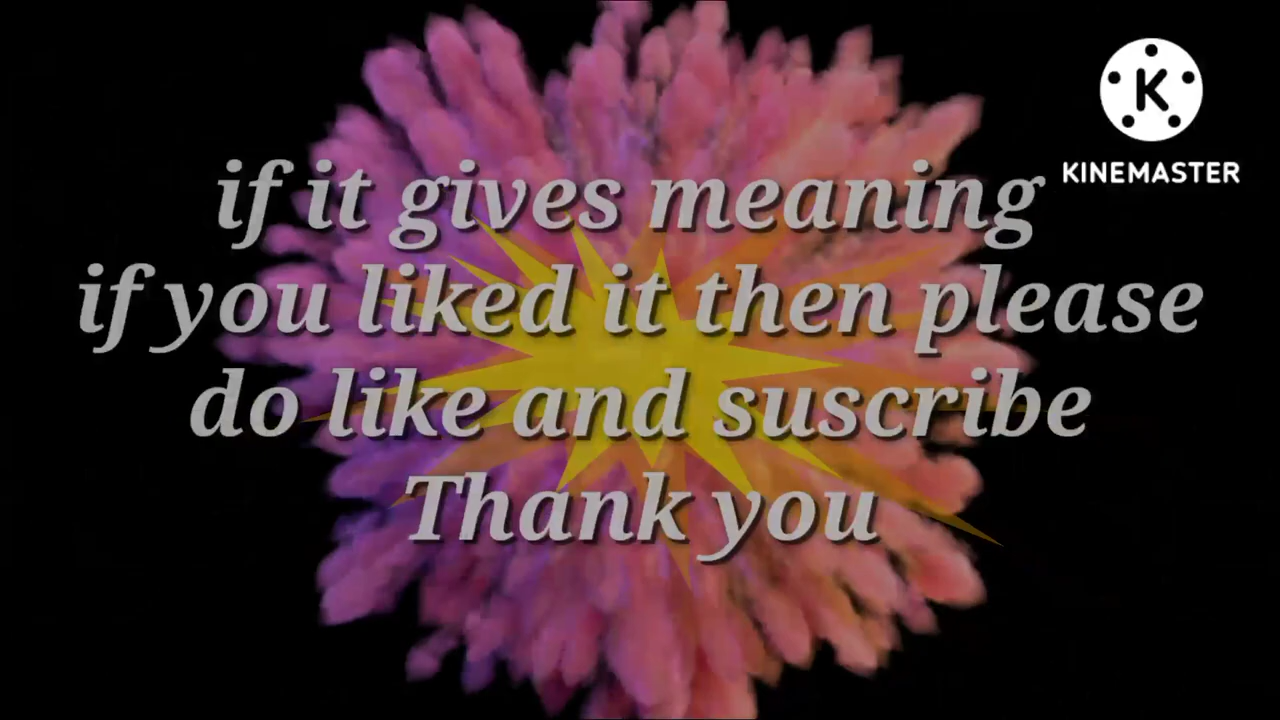 K
KINEMASTER
if it gives meaning
if you liked it then please
do like and suscribe
Thank you